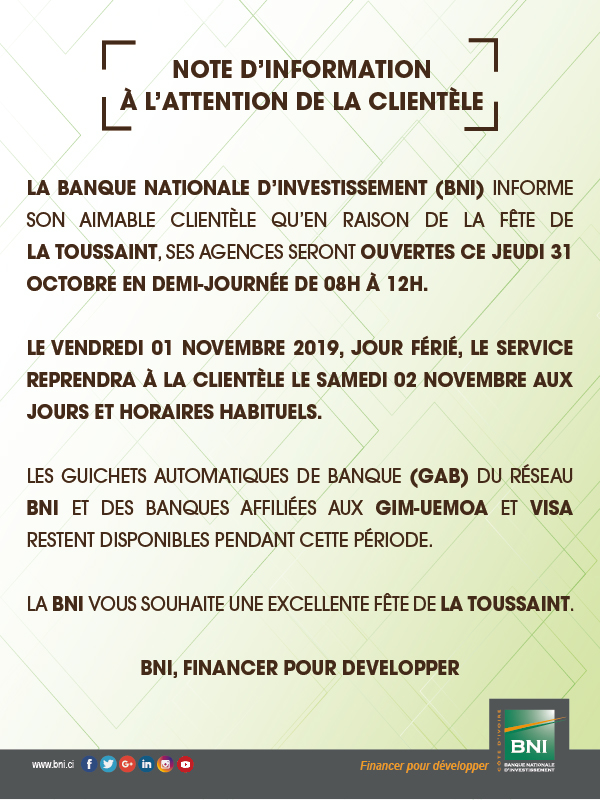 NOTE D’INFORMATION
À L’ATTENTION DE LA CLIENTÈLE
LA BANQUE NATIONALE D’INVESTISSEMENT (BNI) INFORME
SON AIMABLE CLIENTÈLE QU’EN RAISON DE LA FÊTE DE
LA TOUSSAINT, SES AGENCES SERONT OUVERTES CE JEUDI 31
OCTOBRE EN DEMI-JOURNÉE DE 08H À 12H.
LE VENDREDI 01 NOVEMBRE 2019, JOUR FÉRIÉ, LE SERVICE
REPRENDRA À LA CLIENTÈLE LE SAMEDI 02 NOVEMBRE AUX
JOURS ET HORAIRES HABITUELS.
LES GUICHETS AUTOMATIQUES DE BANQUE (GAB) DU RÉSEAU
BNI ET DES BANQUES AFFILIÉES AUX GIM-UEMOA ET VISA
RESTENT DISPONIBLES PENDANT CETTE PÉRIODE.
LA BNI VOUS SOUHAITE UNE EXCELLENTE FÊTE DE LA TOUSSAINT.
BNI, FINANCER POUR DEVELOPPER
www.bni.ci
Financer pour développer
CÔTE D’IVOIRE
BNI
BANQUE NATIONALE
D’INVESTISSEMENT